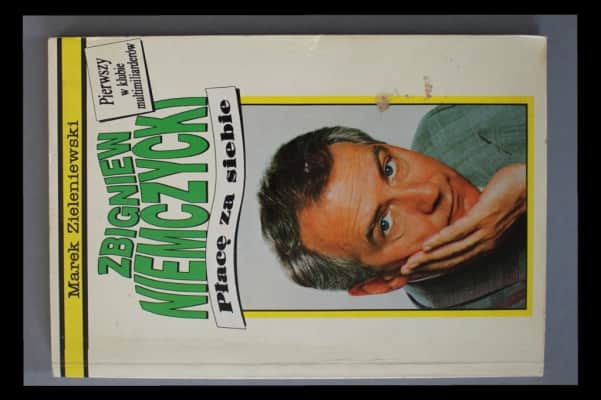 Marek Zieleniewski
Pierwszy
w klubie
multimiliarderów
ZBIGNIEW
NIEMCZYCKI
Płacę za siebie